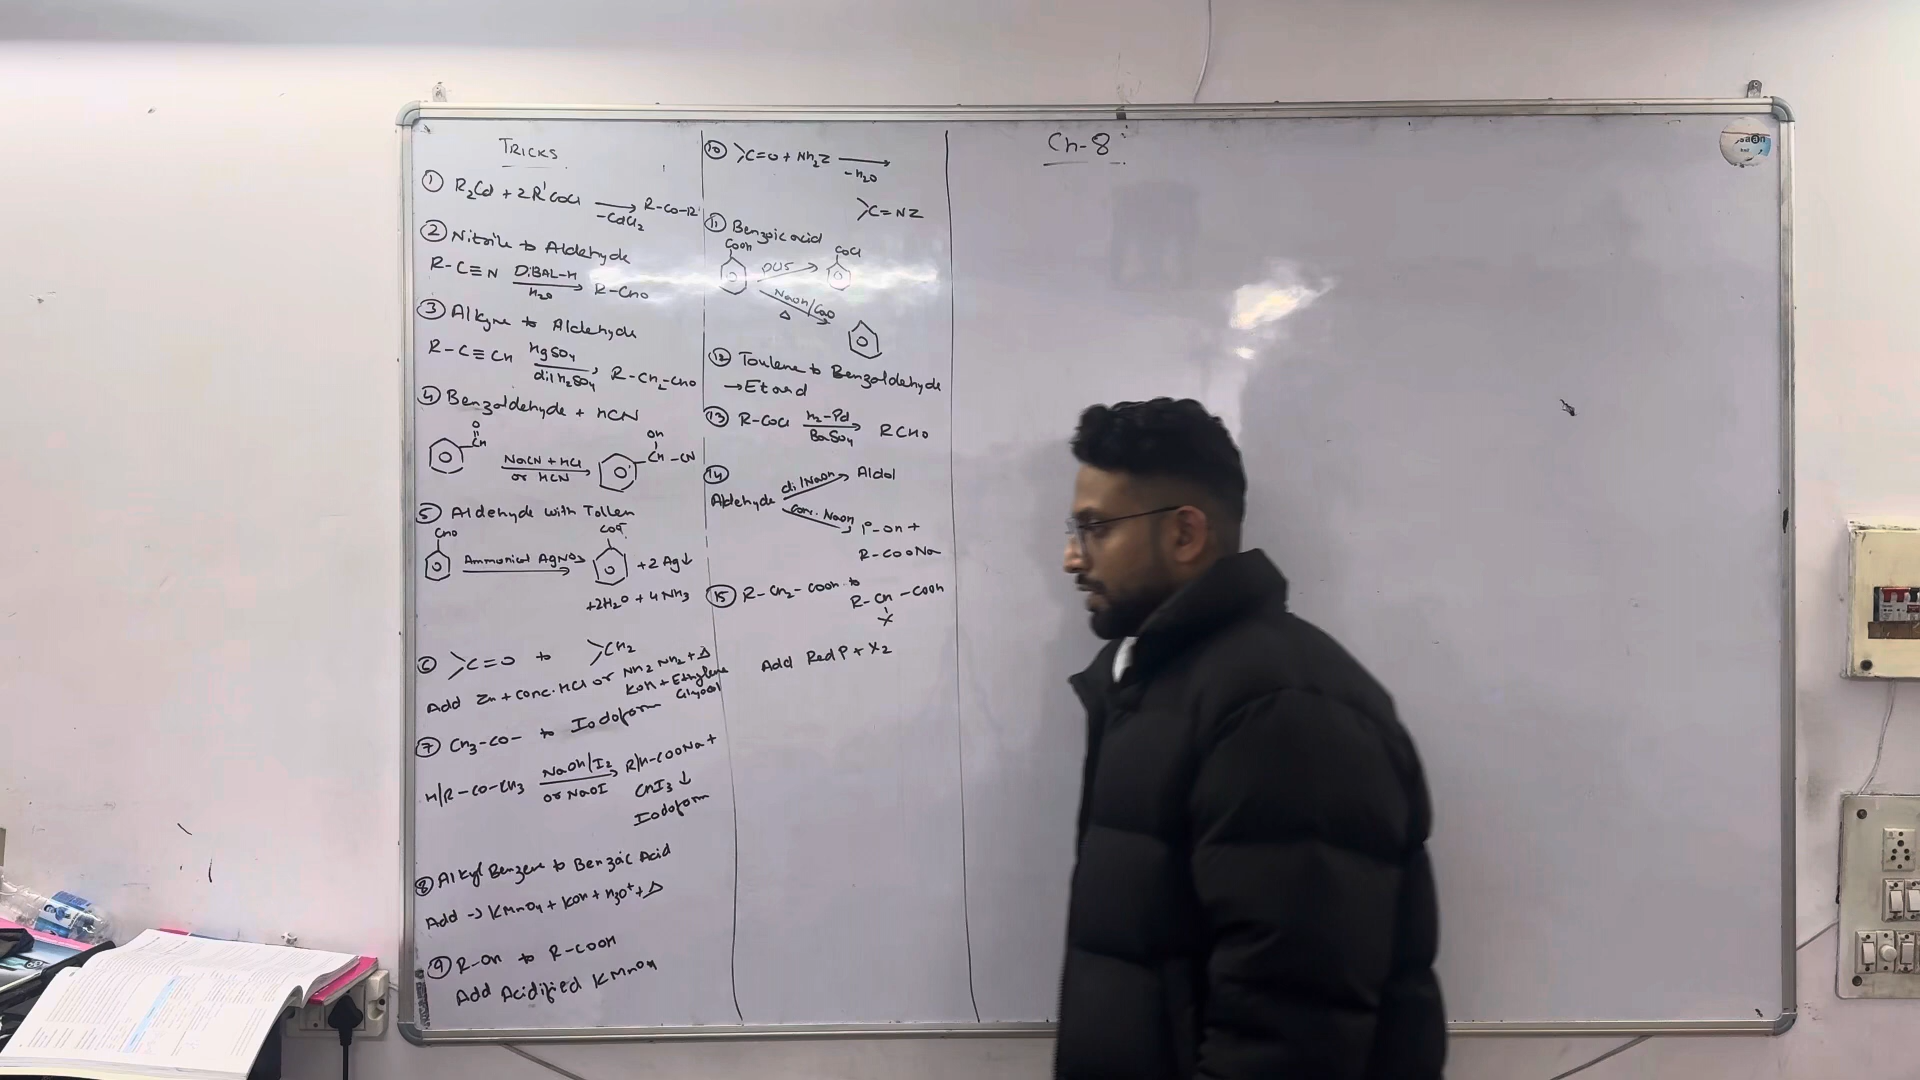 TRICKS
① R₂Cd + 2R'COCl → R-CO-R'
-CdCl₂
② Nitrile to Aldehyde
R-C≡N DIBAL-H → R-CHO
H₂O
③ Alkyne to Aldehyde
R-C≡CH HgSO₄ → R-CH₂-CHO
dil H₂SO₄
④ Benzaldehyde + HCN
O
CH
OH
CH-CN
NaCN + HCl
or HCN
⑤ Aldehyde with Tollen
CHO
COO⁻
Ammonical AgNO₃ → + 2Ag↓
+2H₂O + 4NH₃
⑥ >C=O to >CH₂
Add Zn + conc. HCl or NH₂NH₂ + Δ
KOH + Ethylene
Glycol
⑦ CH₃-CO- to Iodoform
H/R-CO-CH₃ NaOH/I₂ → R/H-COONa +
or NaOI
CHI₃↓
Iodoform
⑧ Alkyl Benzene to Benzoic Acid
Add → KMnO₄ + KOH + H₃O⁺ + Δ
⑨ R-OH to R-COOH
Add Acidified KMnO₄
⑩ >C=O + NH₂Z →
-H₂O
>C=NZ
⑪ Benzoic acid
COOH
COCl
PCl5
NaOH/CaO
Δ
⑫ Toulene to Benzaldehyde
→ Etard
⑬ R-COCl H₂-Pd → RCHO
BaSO₄
⑭
Aldehyde dil NaOH → Aldol
conc. NaOH → 1°-OH +
R-COONa
⑮ R-CH₂-COOH to
R-CH-COOH
X
Add Red P + X₂
Ch-8: